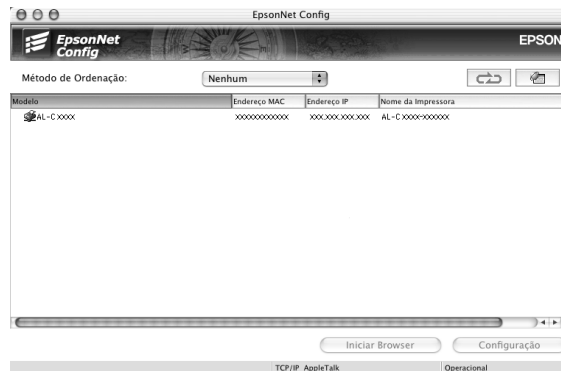 EpsonNet Config
EpsonNet Config
EPSON
Método de Ordenação: Nenhum
Modelo Endereço MAC Endereço IP Nome da Impressora
AL-C xxxx xxxxxxxxxxxx xxx.xxx.xxx.xxx AL-C xxxx-xxxxxx
Iniciar Browser Configuração
TCP/IP AppleTalk Operacional